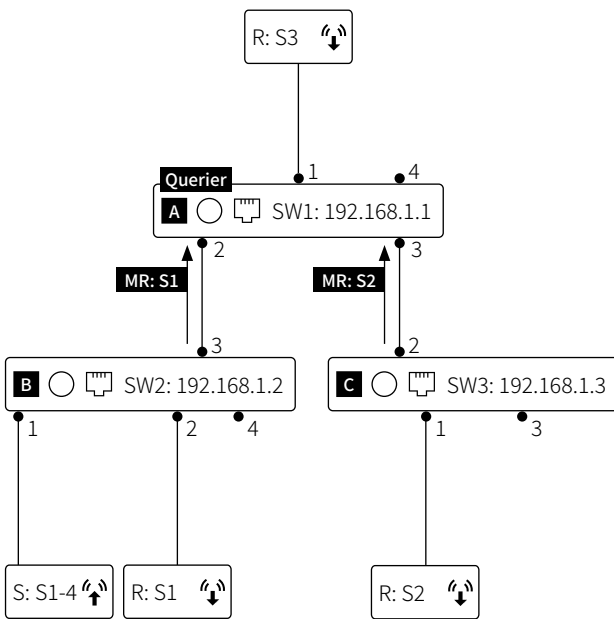 R: S3
1
4
Querier
A SW1: 192.168.1.1
2
3
MR: S1
MR: S2
3
2
B SW2: 192.168.1.2
C SW3: 192.168.1.3
1
2
4
1
3
S: S1-4
R: S1
R: S2